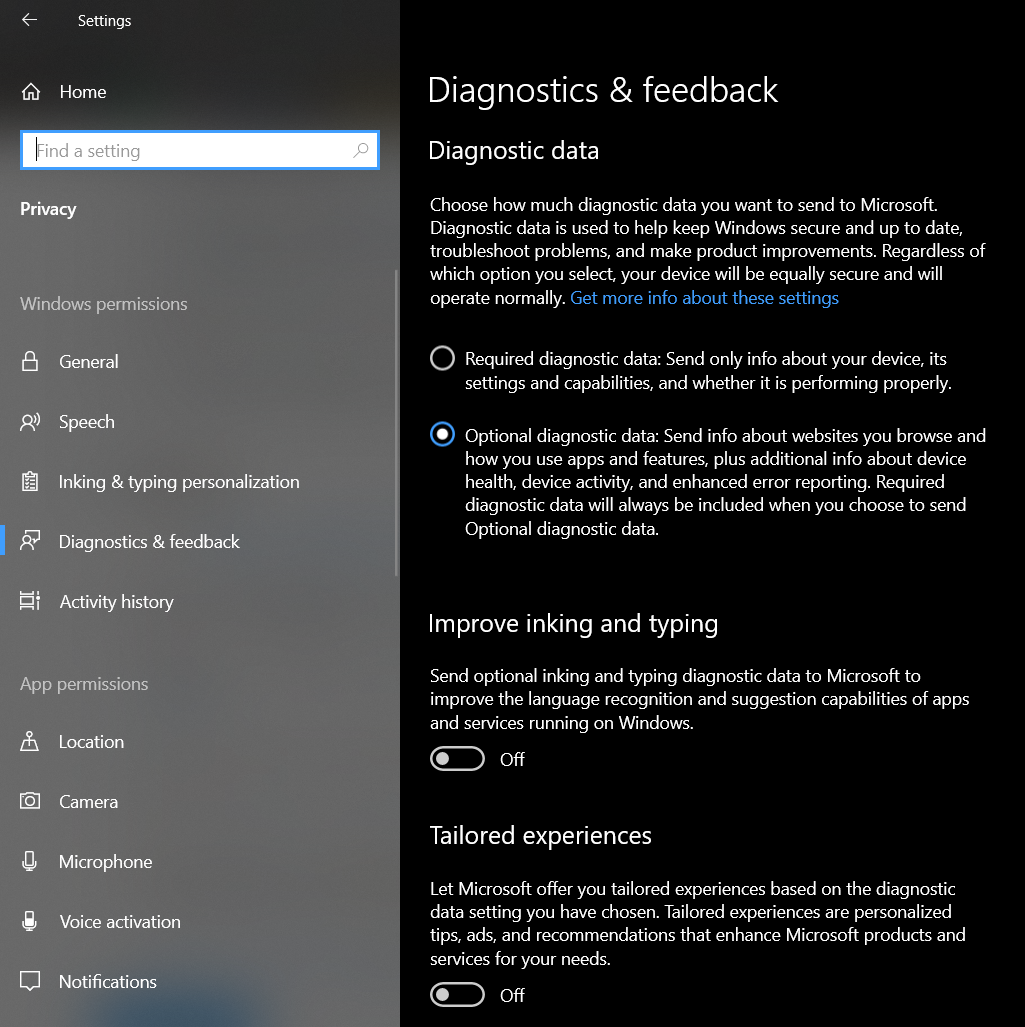 Settings
Home
Find a setting
Privacy
Windows permissions
General
Speech
Inking & typing personalization
Diagnostics & feedback
Activity history
App permissions
Location
Camera
Microphone
Voice activation
Notifications
Diagnostics & feedback
Diagnostic data
Choose how much diagnostic data you want to send to Microsoft.
Diagnostic data is used to help keep Windows secure and up to date,
troubleshoot problems, and make product improvements. Regardless of
which option you select, your device will be equally secure and will
operate normally. Get more info about these settings
Required diagnostic data: Send only info about your device, its
settings and capabilities, and whether it is performing properly.
Optional diagnostic data: Send info about websites you browse and
how you use apps and features, plus additional info about device
health, device activity, and enhanced error reporting. Required
diagnostic data will always be included when you choose to send
Optional diagnostic data.
Improve inking and typing
Send optional inking and typing diagnostic data to Microsoft to
improve the language recognition and suggestion capabilities of apps
and services running on Windows.
Off
Tailored experiences
Let Microsoft offer you tailored experiences based on the diagnostic
data setting you have chosen. Tailored experiences are personalized
tips, ads, and recommendations that enhance Microsoft products and
services for your needs.
Off